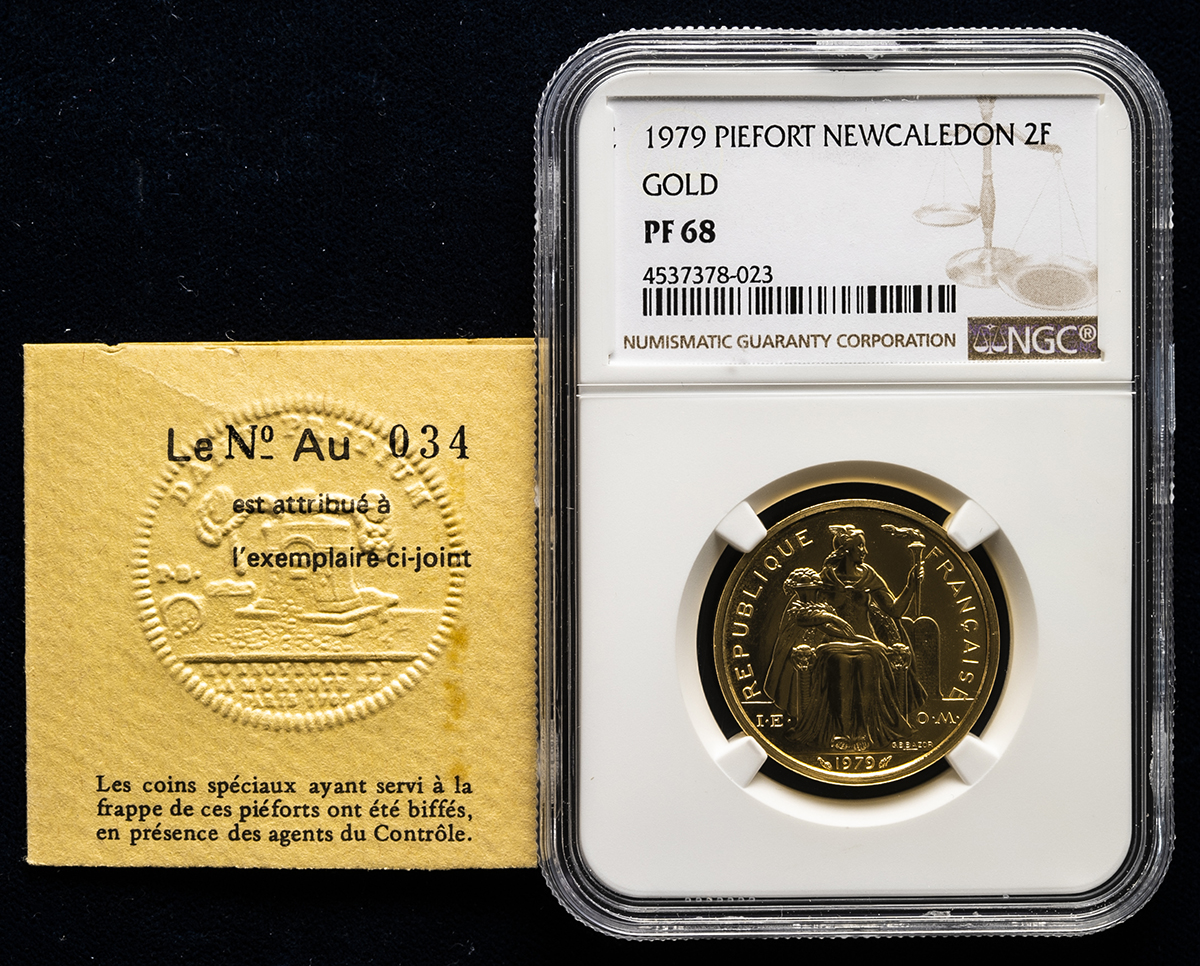 Le Nº Au 034
est attribué à
l'exemplaire ci-joint
Les coins spéciaux ayant servi à la
frappe de ces piéforts ont été biffés,
en présence des agents du Contrôle.
1979 PIEFORT NEWCALEDON 2F
GOLD
PF 68
4537378-023
NUMISMATIC GUARANTY CORPORATION
NGC®
REPUBLIQUE FRANÇAISE
I·E· O·M·
G.B.BAZOR
1979